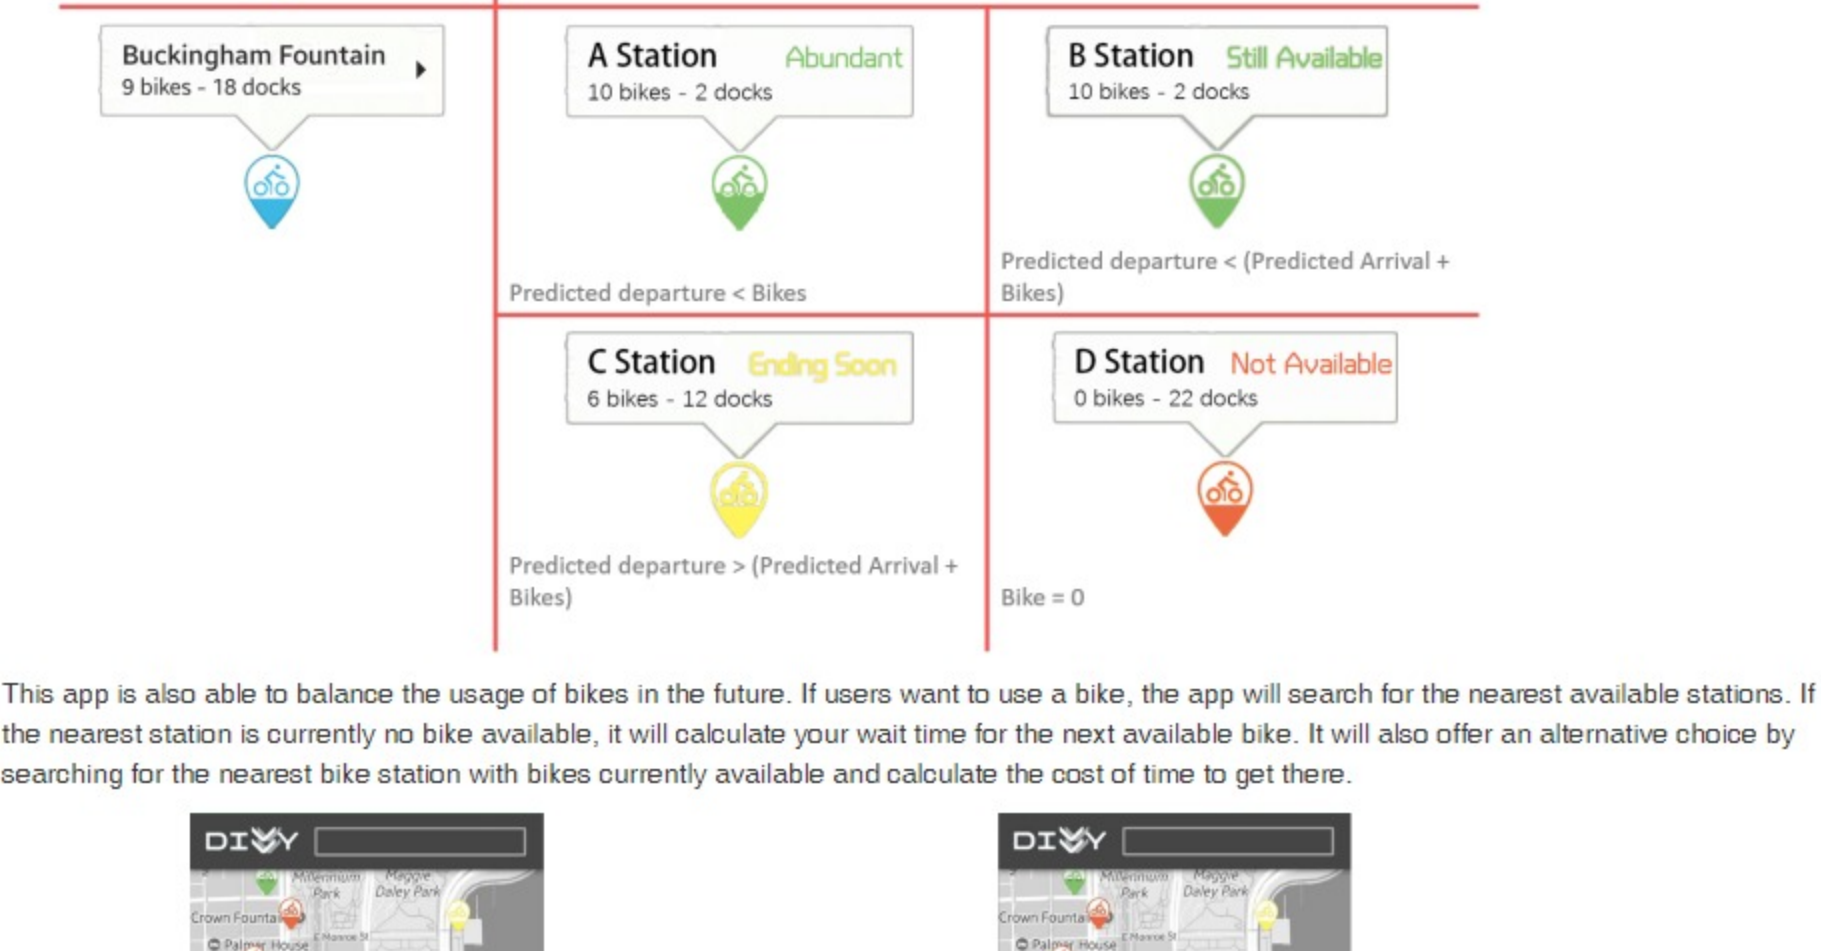 Buckingham Fountain
9 bikes - 18 docks
A Station Abundant
10 bikes - 2 docks
Predicted departure < Bikes
B Station Still Available
10 bikes - 2 docks
Predicted departure < (Predicted Arrival +
Bikes)
C Station Ending Soon
6 bikes - 12 docks
Predicted departure > (Predicted Arrival +
Bikes)
D Station Not Available
0 bikes - 22 docks
Bike = 0
This app is also able to balance the usage of bikes in the future. If users want to use a bike, the app will search for the nearest available stations. If
the nearest station is currently no bike available, it will calculate your wait time for the next available bike. It will also offer an alternative choice by
searching for the nearest bike station with bikes currently available and calculate the cost of time to get there.
DIVVY
Millennium
Park
Maggie
Daley Park
Crown Founta
E Monroe St
Palmer House
DIVVY
Millennium
Park
Maggie
Daley Park
Crown Founta
E Monroe St
Palmer House